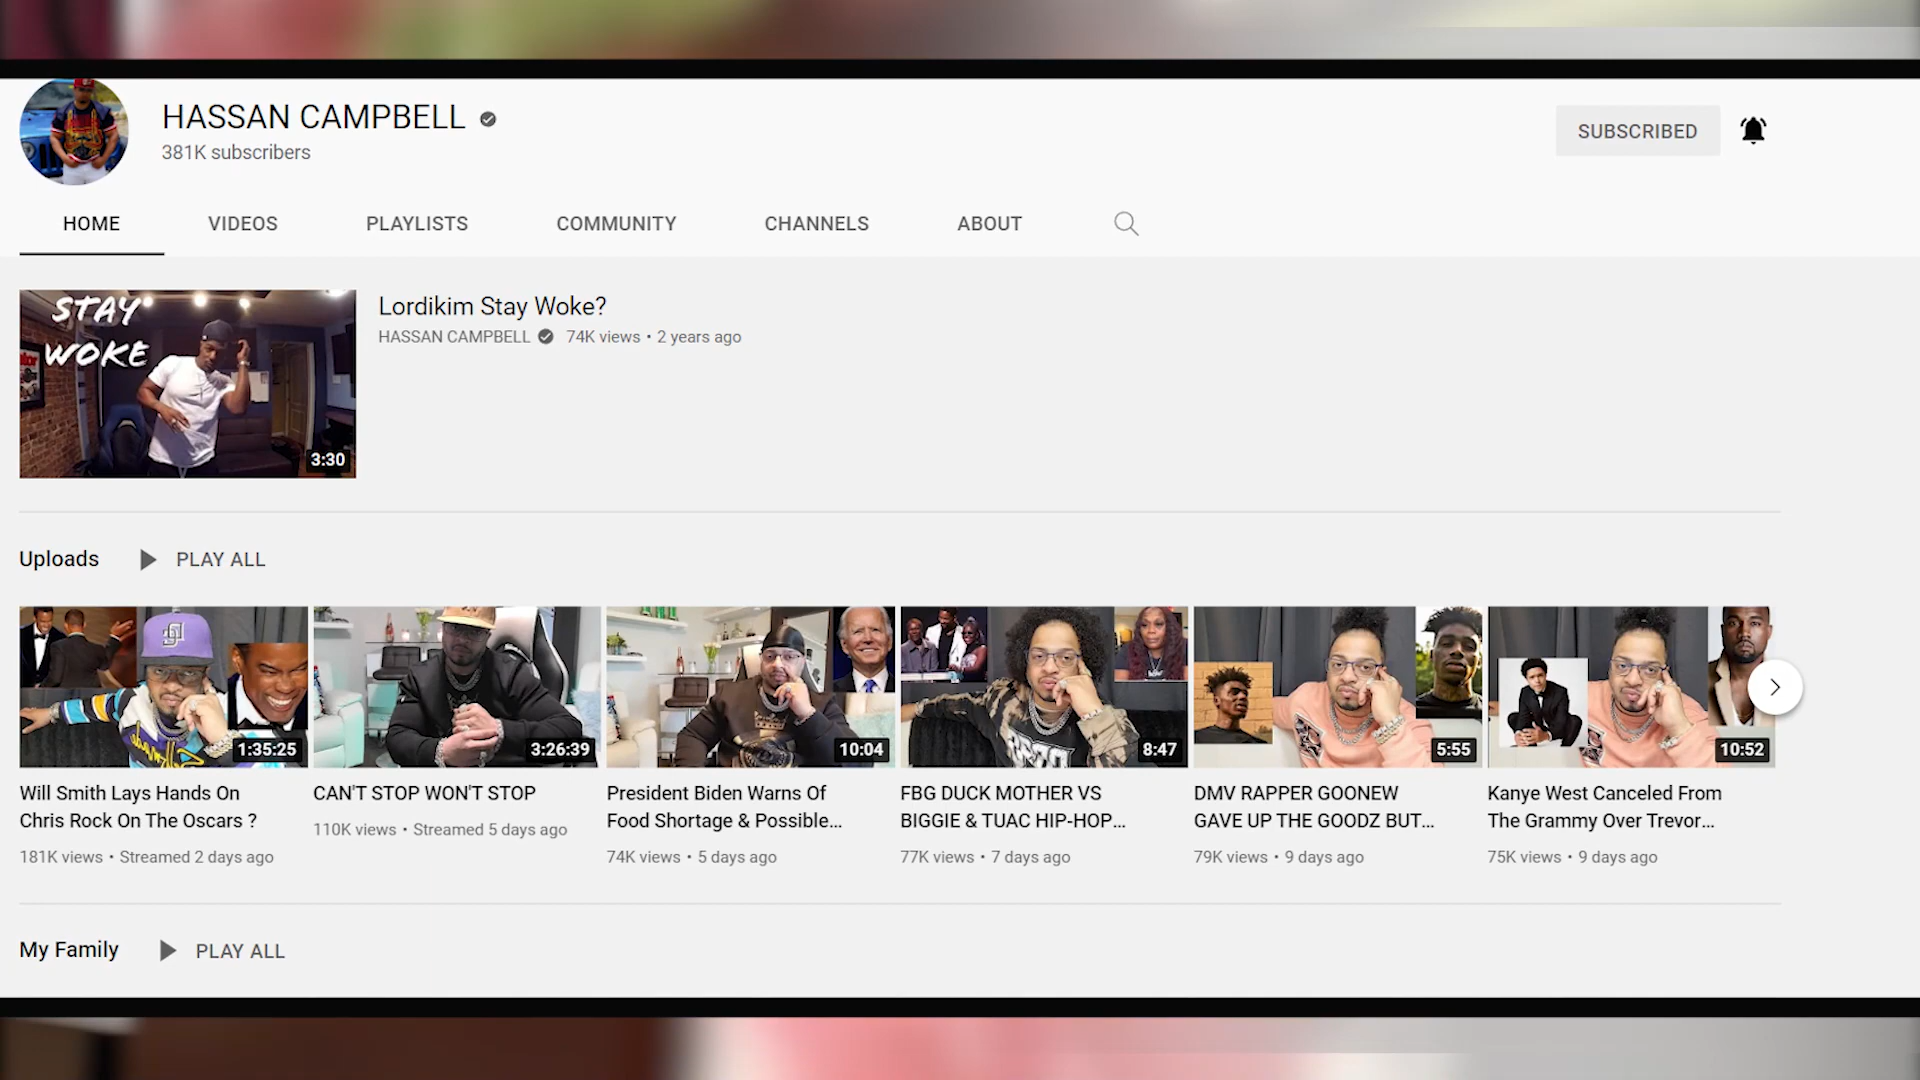 HASSAN CAMPBELL
381K subscribers
SUBSCRIBED
HOME VIDEOS PLAYLISTS COMMUNITY CHANNELS ABOUT
STAY
WOKE
3:30
Lordikim Stay Woke?
HASSAN CAMPBELL 74K views • 2 years ago
Uploads PLAY ALL
1:35:25
3:26:39
10:04
8:47
5:55
10:52
Will Smith Lays Hands On
Chris Rock On The Oscars ?
181K views • Streamed 2 days ago
CAN'T STOP WON'T STOP
110K views • Streamed 5 days ago
President Biden Warns Of
Food Shortage & Possible...
74K views • 5 days ago
FBG DUCK MOTHER VS
BIGGIE & TUAC HIP-HOP...
77K views • 7 days ago
DMV RAPPER GOONEW
GAVE UP THE GOODZ BUT...
79K views • 9 days ago
Kanye West Canceled From
The Grammy Over Trevor...
75K views • 9 days ago
My Family PLAY ALL